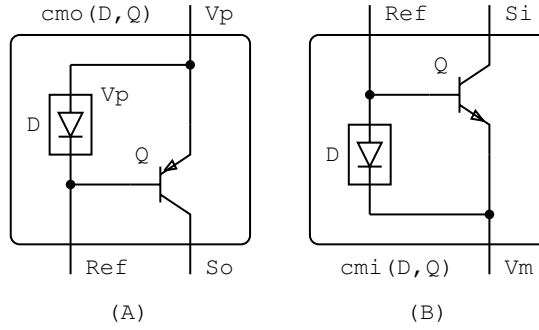 cmo(D,Q) Vp
Vp
D
Q
Ref So
(A)
Ref Si
Q
D
cmi(D,Q) Vm
(B)